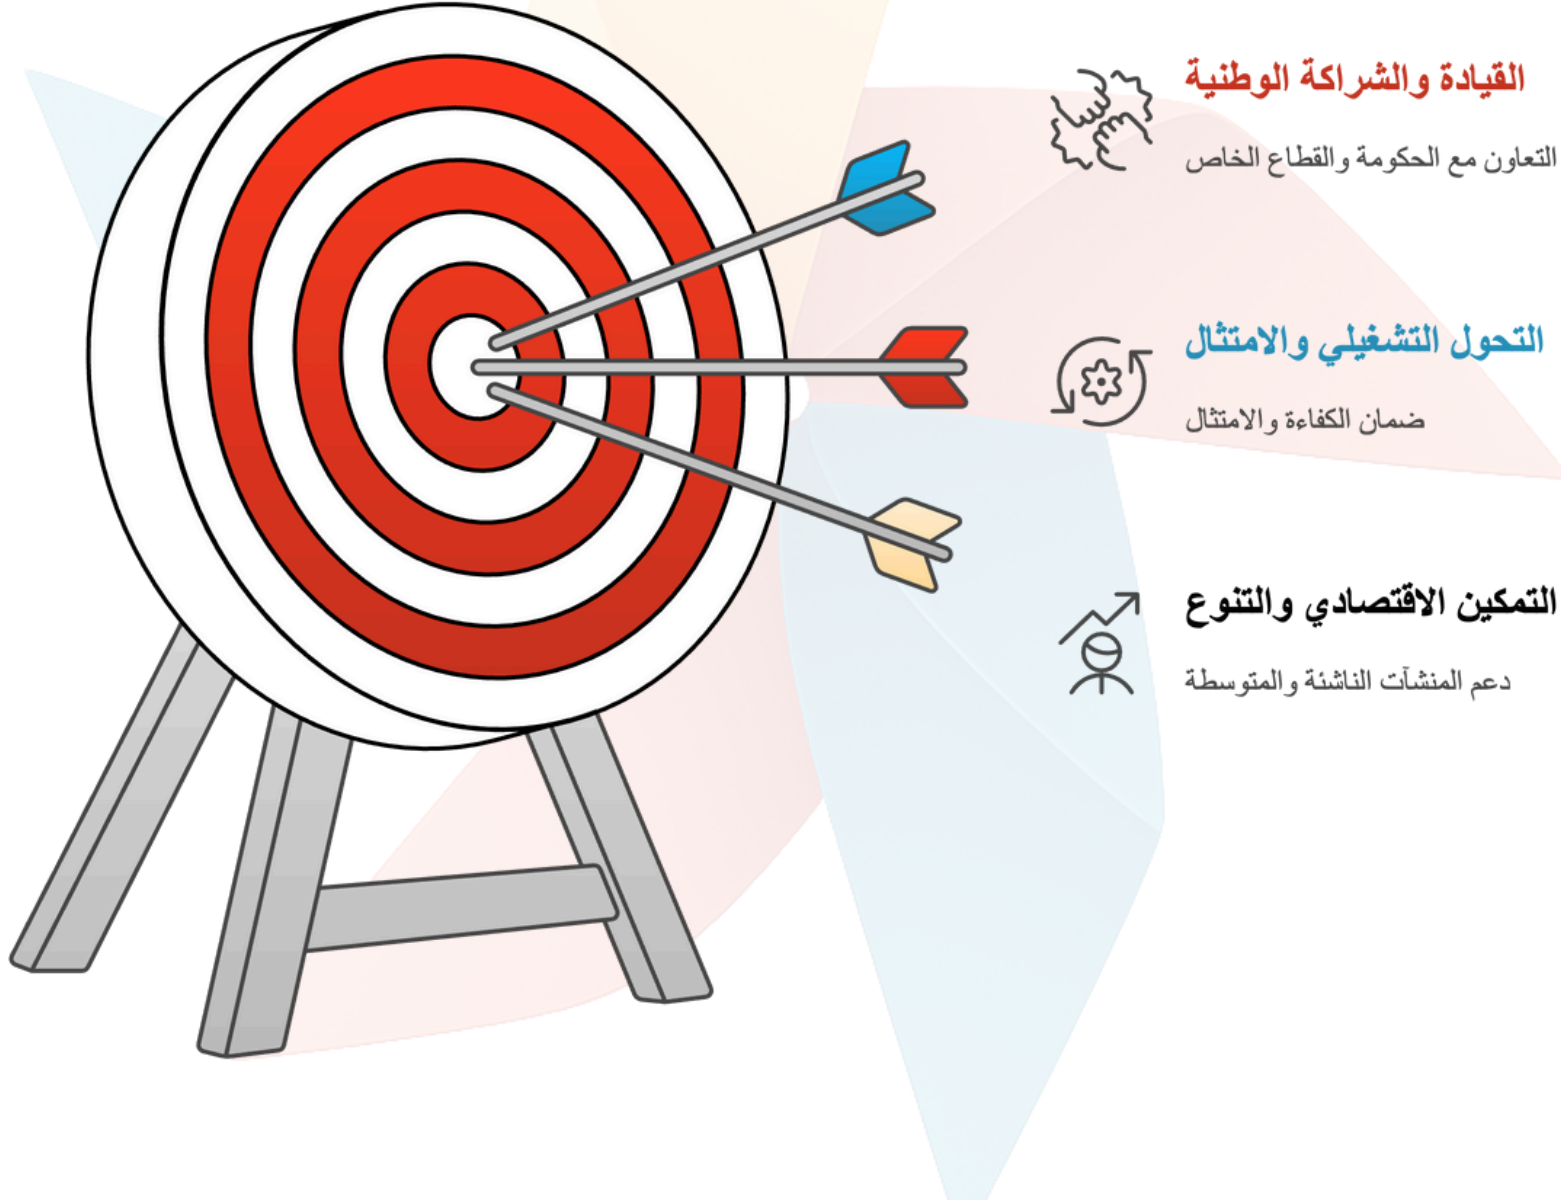 القيادة والشراكة الوطنية
التعاون مع الحكومة والقطاع الخاص
التحول التشغيلي والامتثال
ضمان الكفاءة والامتثال
التمكين الاقتصادي والتنوع
دعم المنشآت الناشئة والمتوسطة